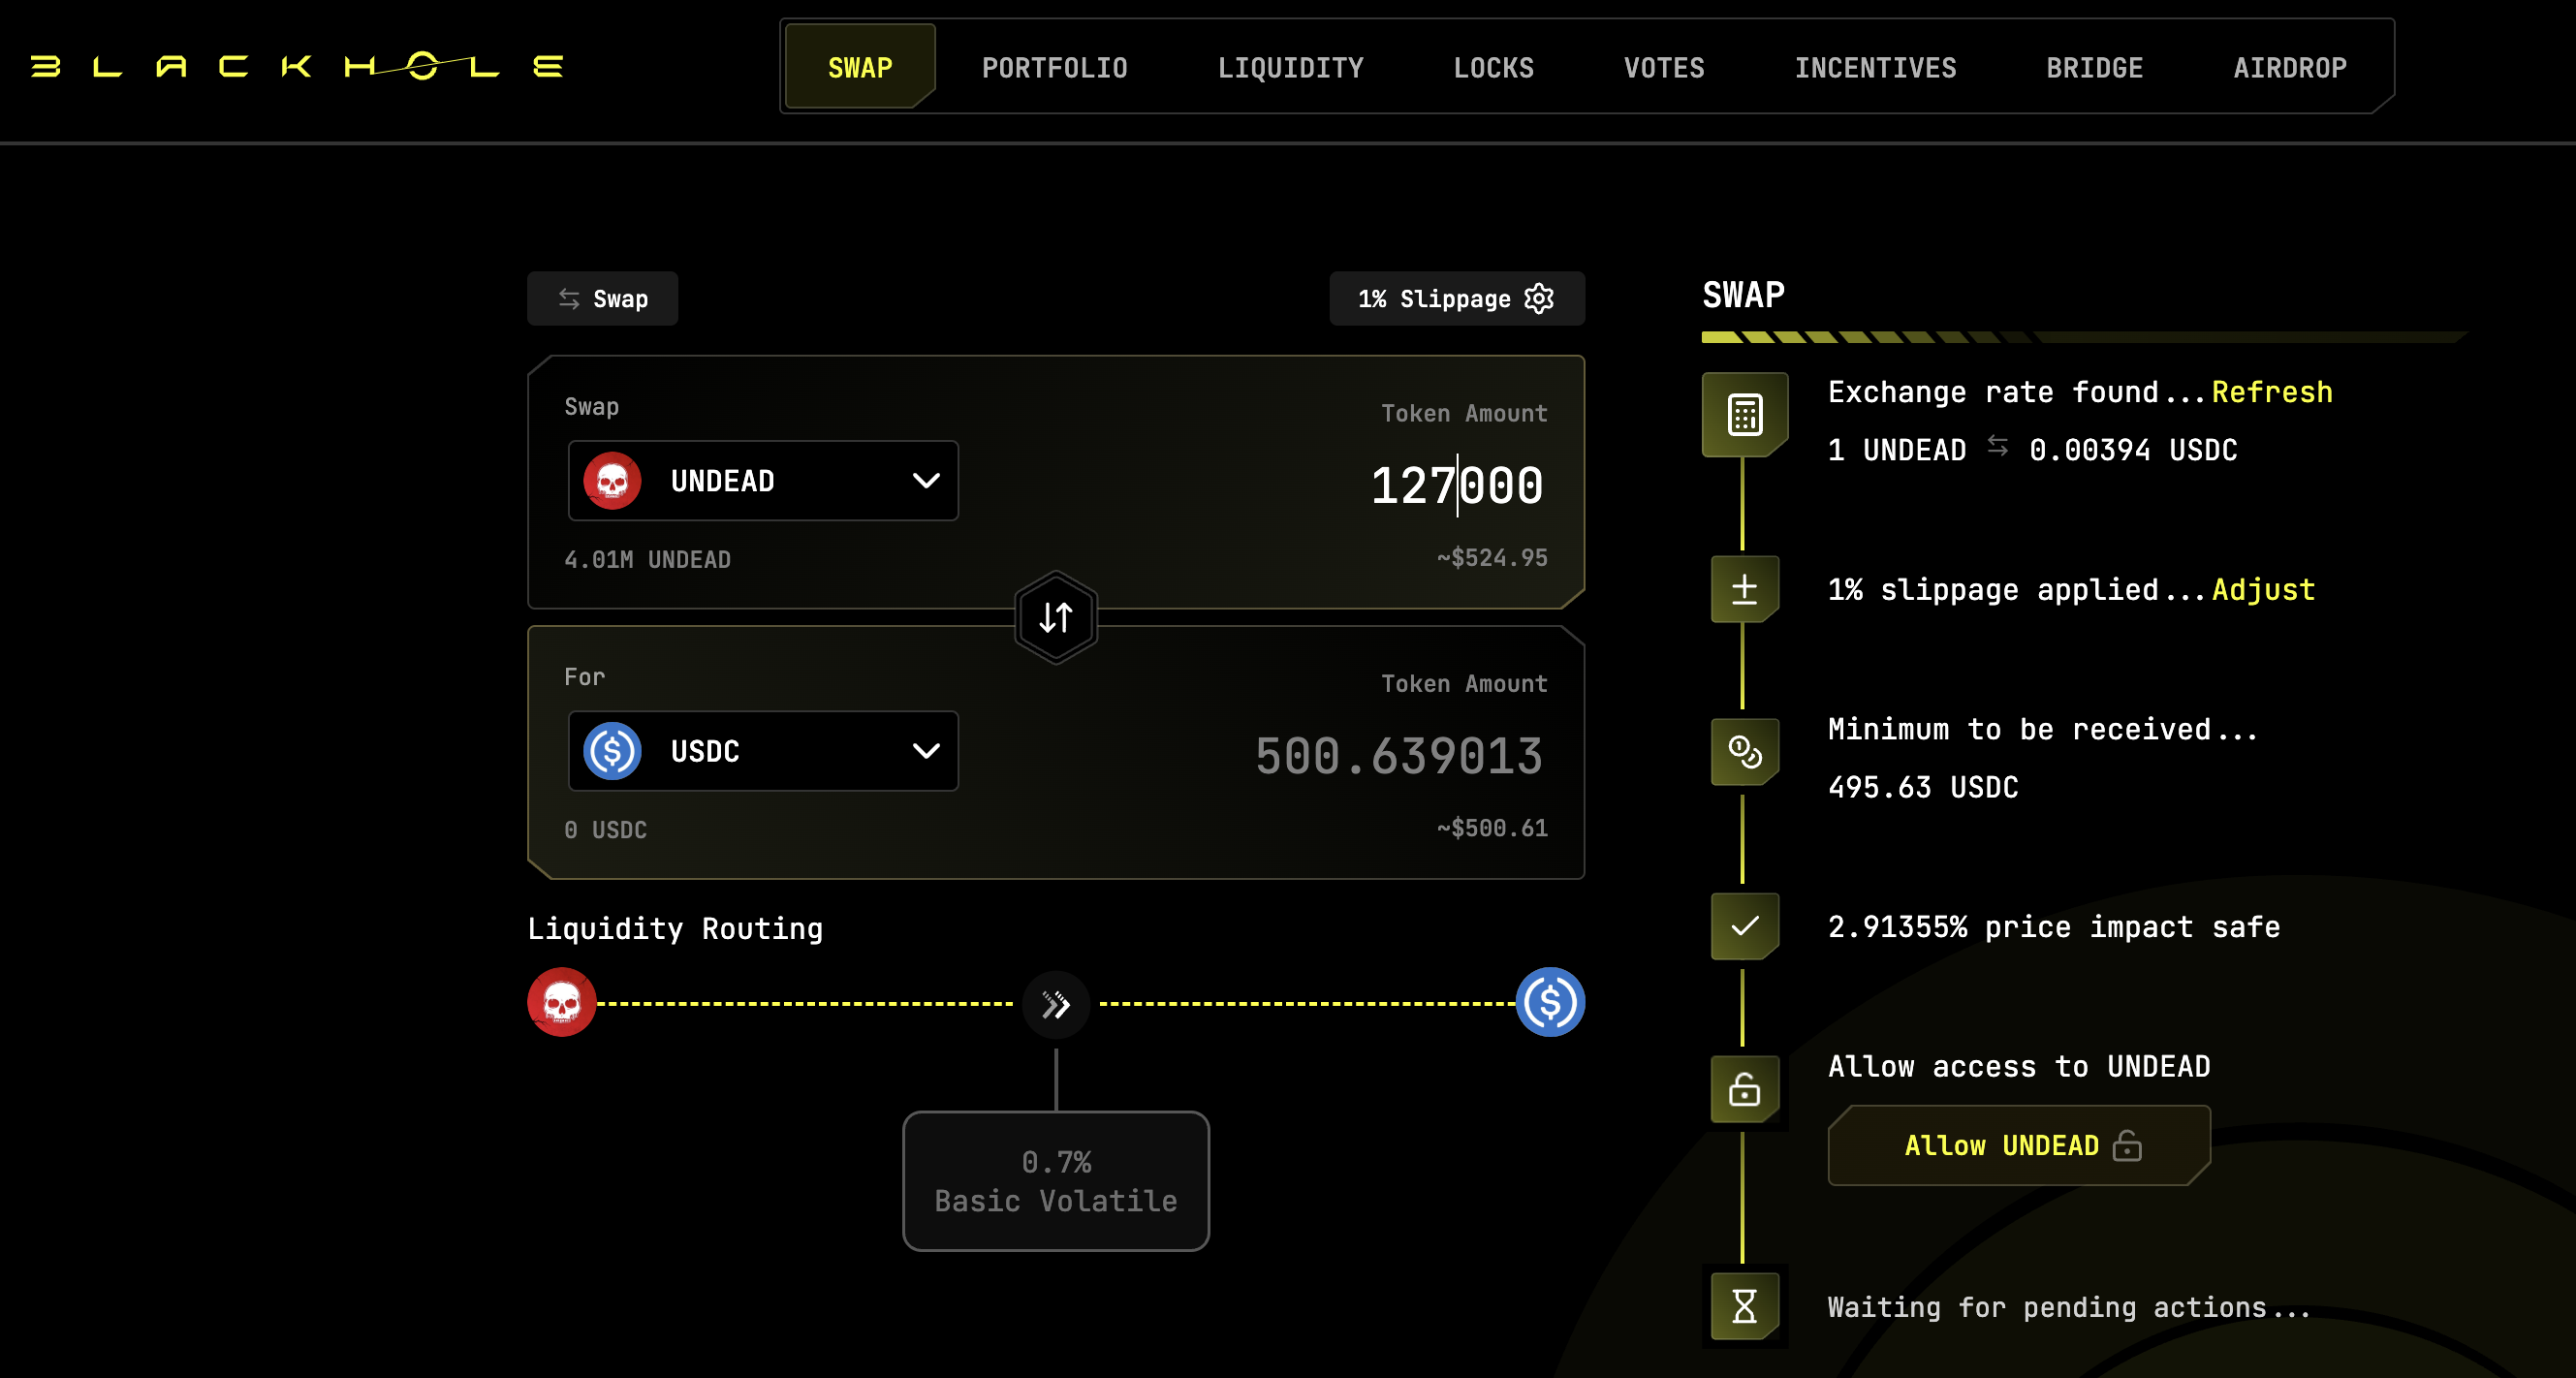 BLACKHOLE
SWAP PORTFOLIO LIQUIDITY LOCKS VOTES INCENTIVES BRIDGE AIRDROP
Swap
1% Slippage
Swap
Token Amount
UNDEAD
127000
4.01M UNDEAD
~$524.95
For
Token Amount
USDC
500.639013
0 USDC
~$500.61
Liquidity Routing
0.7%
Basic Volatile
SWAP
Exchange rate found...Refresh
1 UNDEAD ⇆ 0.00394 USDC
1% slippage applied...Adjust
Minimum to be received...
495.63 USDC
2.91355% price impact safe
Allow access to UNDEAD
Allow UNDEAD
Waiting for pending actions...